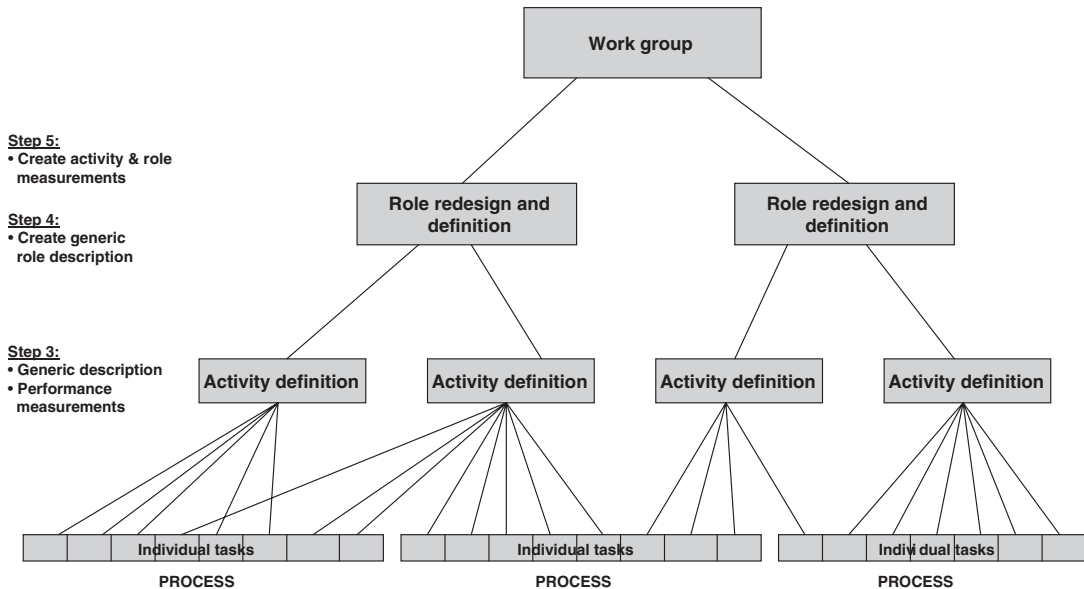 Work group
Step 5:
• Create activity & role
measurements
Role redesign and
definition
Role redesign and
definition
Step 4:
• Create generic
role description
Step 3:
• Generic description
• Performance
measurements
Activity definition
Activity definition
Activity definition
Activity definition
Individual tasks
Individual tasks
Individual tasks
PROCESS
PROCESS
PROCESS